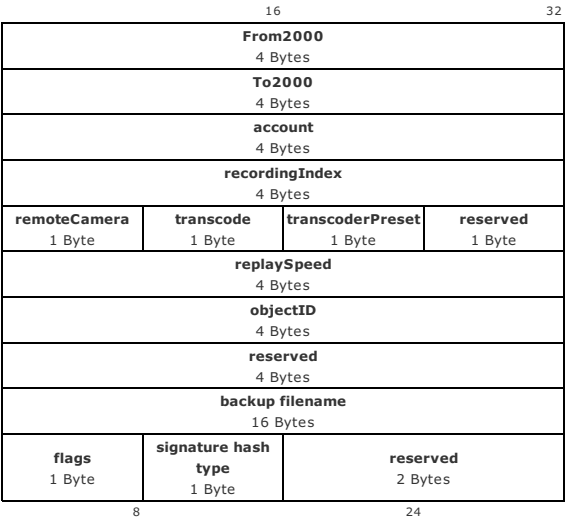 16 32
From2000
4 Bytes
To2000
4 Bytes
account
4 Bytes
recordingIndex
4 Bytes
remoteCamera transcode transcoderPreset reserved
1 Byte 1 Byte 1 Byte 1 Byte
replaySpeed
4 Bytes
objectID
4 Bytes
reserved
4 Bytes
backup filename
16 Bytes
flags
1 Byte
signature hash
type
1 Byte
reserved
2 Bytes
8 24